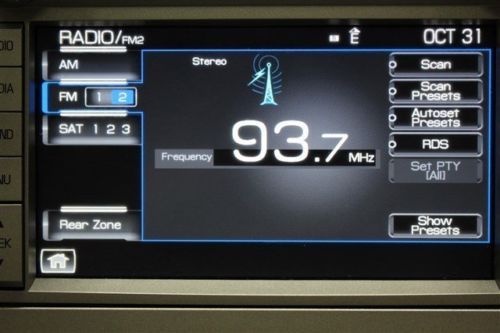 RADIO/FM2
E
OCT 31
AM
Stereo
Scan
FM 1 2
Scan
Presets
Autoset
Presets
SAT 1 2 3
93.7 MHz
Frequency
RDS
Set PTY
[All]
Rear Zone
Show
Presets